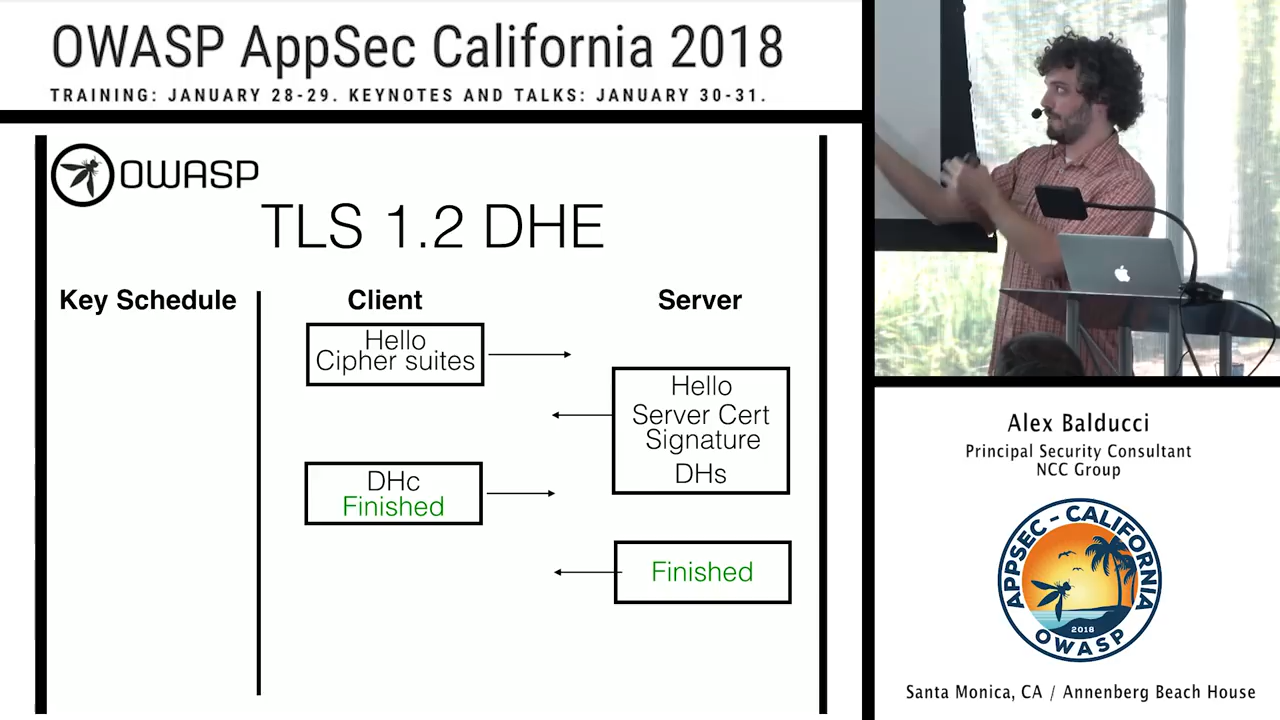 OWASP AppSec California 2018
TRAINING: JANUARY 28-29. KEYNOTES AND TALKS: JANUARY 30-31.
OWASP
TLS 1.2 DHE
Key Schedule
Client
Server
Hello
Cipher suites
Hello
Server Cert
Signature
DHs
DHc
Finished
Finished
Alex Balducci
Principal Security Consultant
NCC Group
APPSEC - CALIFORNIA
2018
OWASP
Santa Monica, CA / Annenberg Beach House